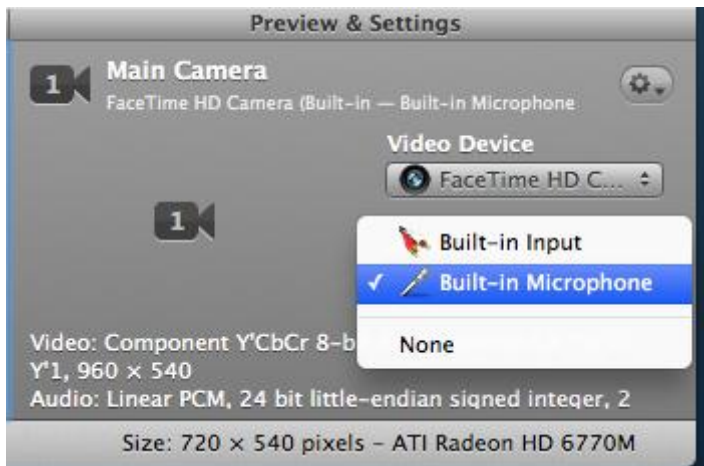 Preview & Settings
1
Main Camera
FaceTime HD Camera (Built-in — Built-in Microphone
Video Device
FaceTime HD C...
1
Built-in Input
✓ Built-in Microphone
None
Video: Component Y'CbCr 8-b
Y'1, 960 × 540
Audio: Linear PCM, 24 bit little-endian signed integer, 2
Size: 720 × 540 pixels – ATI Radeon HD 6770M